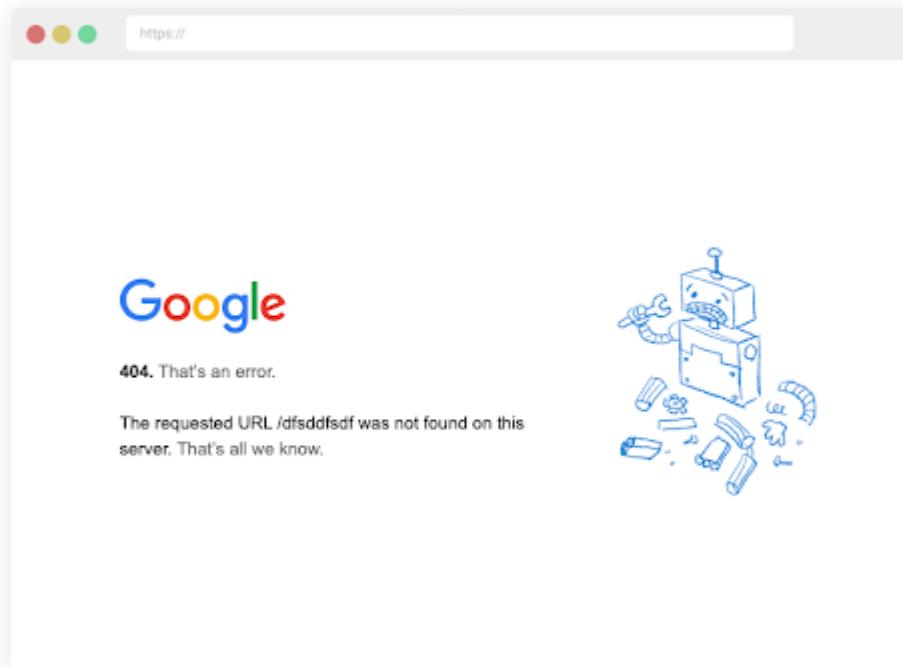 https://
Google
404. That's an error.
The requested URL /dfsddfsdf was not found on this
server. That's all we know.